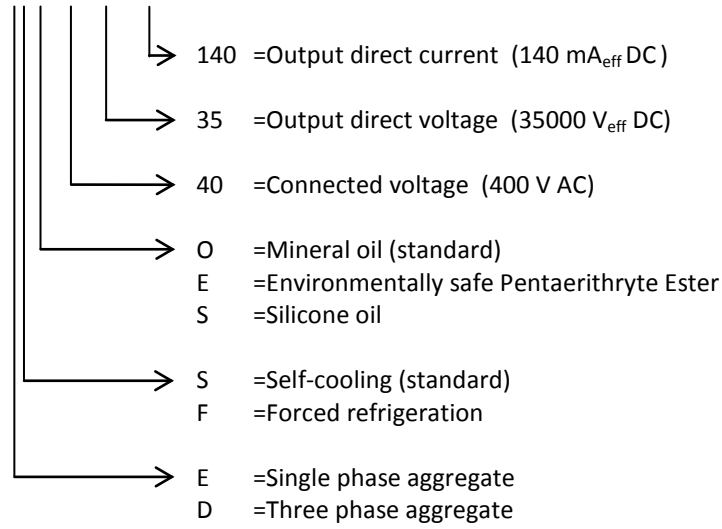 140 =Output direct current (140 mAeff DC )
35 =Output direct voltage (35000 Veff DC)
40 =Connected voltage (400 V AC)
O =Mineral oil (standard)
E =Environmentally safe Pentaerithryte Ester
S =Silicone oil
S =Self-cooling (standard)
F =Forced refrigeration
E =Single phase aggregate
D =Three phase aggregate